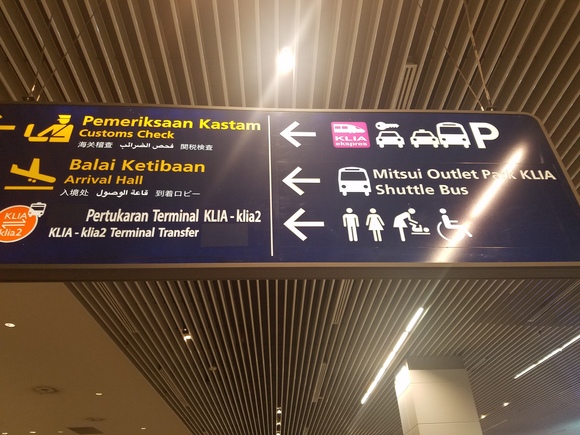 Pemeriksaan Kastam
Customs Check
海关稽查 فحص الضرائب 関税検査
Balai Ketibaan
Arrival Hall
入境处 قاعة الوصول 到着ロビー
KLIA
klia2
Pertukaran Terminal KLIA - klia2
KLIA - klia2 Terminal Transfer
KLIA
ekspres
P
Mitsui Outlet Park KLIA
Shuttle Bus